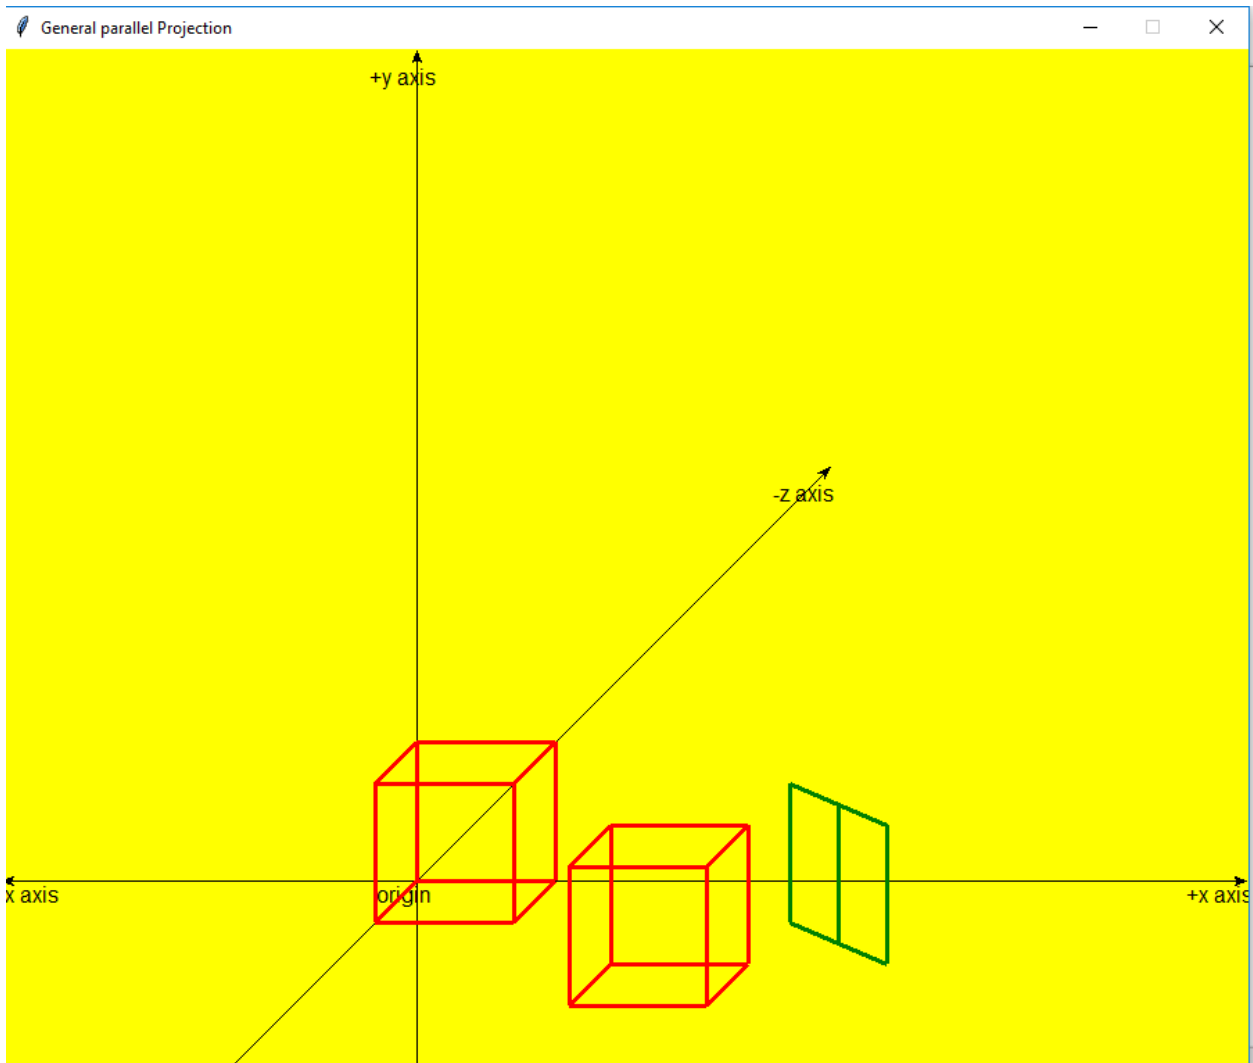 General parallel Projection
+y axis
-z axis
x axis
origin
+x axis